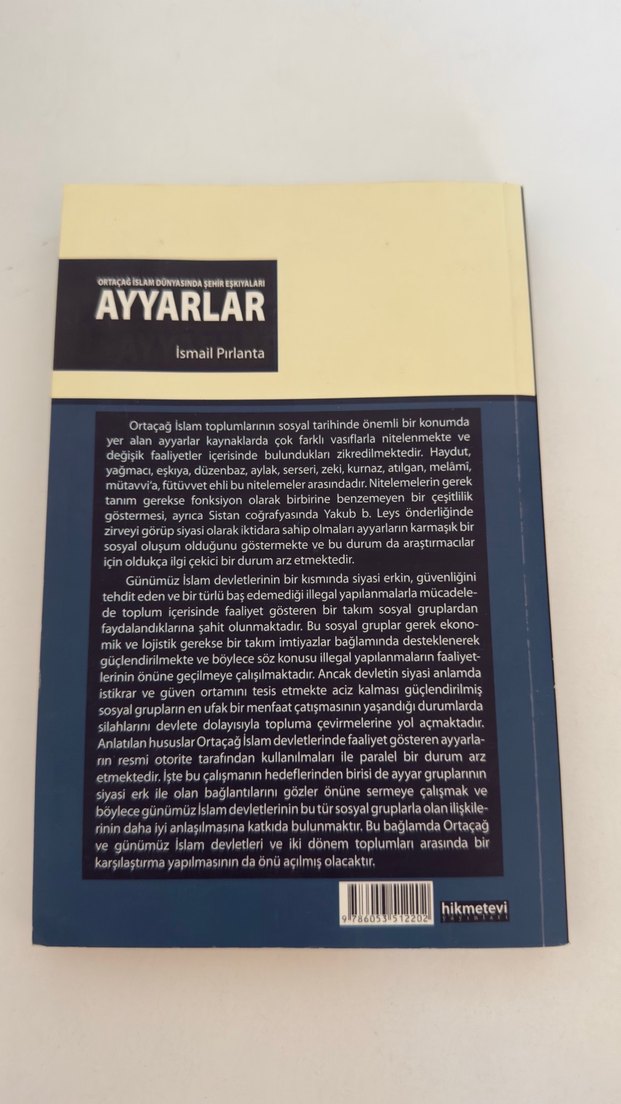 ORTAÇAĞ İSLAM DÜNYASINDA ŞEHİR EŞKIYALARI
AYYARLAR
İsmail Pırlanta
Ortaçağ İslam toplumlarının sosyal tarihinde önemli bir konumda
yer alan ayyarlar kaynaklarda çok farklı vasıflarla nitelenmekte ve
değişik faaliyetler içerisinde bulundukları zikredilmektedir. Haydut,
yağmacı, eşkıya, düzenbaz, aylak, serseri, zeki, kurnaz, atılgan, melâmî,
mütavvi'a, fütüvvet ehli bu nitelemeler arasındadır. Nitelemelerin gerek
tanım gerekse fonksiyon olarak birbirine benzemeyen bir çeşitlilik
göstermesi, ayrıca Sistan coğrafyasında Yakub b. Leys önderliğinde
zirveyi görüp siyasi olarak iktidara sahip olmaları ayyarların karmaşık bir
sosyal oluşum olduğunu göstermekte ve bu durum da araştırmacılar
için oldukça ilgi çekici bir durum arz etmektedir.
Günümüz İslam devletlerinin bir kısmında siyasi erkin, güvenliğini
tehdit eden ve bir türlü baş edemediği illegal yapılanmalarla mücadele-
de toplum içerisinde faaliyet gösteren bir takım sosyal gruplardan
faydalandıklarına şahit olunmaktadır. Bu sosyal gruplar gerek ekono-
mik ve lojistik gerekse bir takım imtiyazlar bağlamında desteklenerek
güçlendirilmekte ve böylece söz konusu illegal yapılanmaların faaliyet-
lerinin önüne geçilmeye çalışılmaktadır. Ancak devletin siyasi anlamda
istikrar ve güven ortamını tesis etmekte aciz kalması güçlendirilmiş
sosyal grupların en ufak bir menfaat çatışmasının yaşandığı durumlarda
silahlarını devlete dolayısıyla topluma çevirmelerine yol açmaktadır.
Anlatılan hususlar Ortaçağ İslam devletlerinde faaliyet gösteren ayyarla-
rın resmi otorite tarafından kullanılmaları ile paralel bir durum arz
etmektedir. İşte bu çalışmanın hedeflerinden birisi de ayyar gruplarının
siyasi erk ile olan bağlantılarını gözler önüne sermeye çalışmak ve
böylece günümüz İslam devletlerinin bu tür sosyal gruplarla olan ilişkile-
rinin daha iyi anlaşılmasına katkıda bulunmaktır. Bu bağlamda Ortaçağ
ve günümüz İslam devletleri ve iki dönem toplumları arasında bir
karşılaştırma yapılmasının da önü açılmış olacaktır.
9 786053 512202
hikmetevi
yayınları